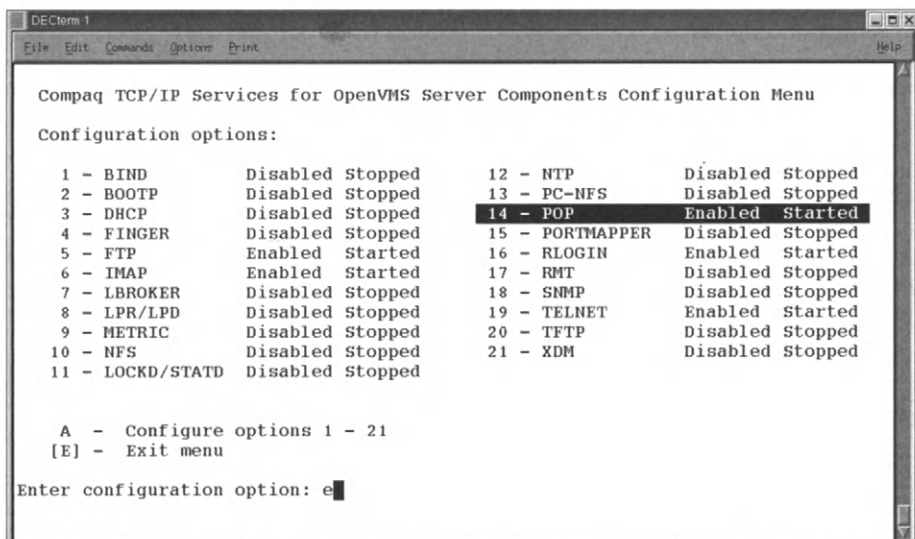 DECterm 1
File Edit Commands Options Print Help
Compaq TCP/IP Services for OpenVMS Server Components Configuration Menu
Configuration options:
1 - BIND Disabled Stopped 12 - NTP Disabled Stopped
2 - BOOTP Disabled Stopped 13 - PC-NFS Disabled Stopped
3 - DHCP Disabled Stopped 14 - POP Enabled Started
4 - FINGER Disabled Stopped 15 - PORTMAPPER Disabled Stopped
5 - FTP Enabled Started 16 - RLOGIN Enabled Started
6 - IMAP Enabled Started 17 - RMT Disabled Stopped
7 - LBROKER Disabled Stopped 18 - SNMP Disabled Stopped
8 - LPR/LPD Disabled Stopped 19 - TELNET Enabled Started
9 - METRIC Disabled Stopped 20 - TFTP Disabled Stopped
10 - NFS Disabled Stopped 21 - XDM Disabled Stopped
11 - LOCKD/STATD Disabled Stopped
A - Configure options 1 - 21
[E] - Exit menu
Enter configuration option: e